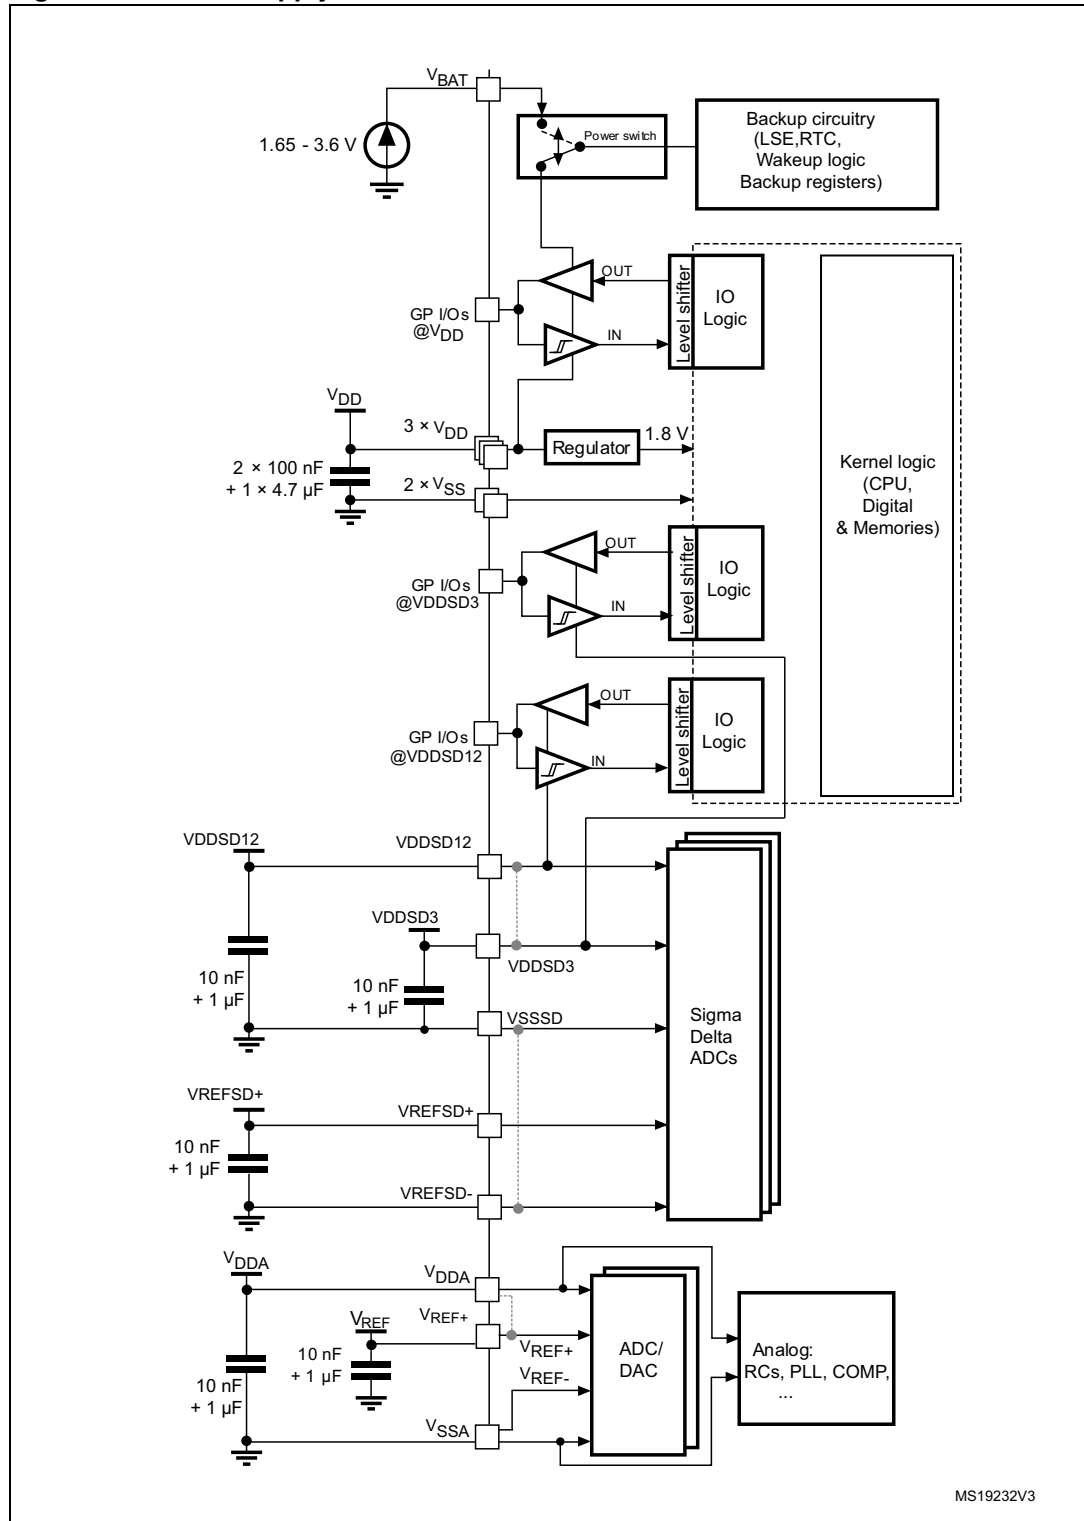 VBAT
1.65 - 3.6 V
Power switch
Backup circuitry
(LSE,RTC,
Wakeup logic
Backup registers)
OUT
GP I/Os
@VDD
IN
Level shifter
IO
Logic
VDD
3 × VDD
Regulator
1.8 V
2 × 100 nF
+ 1 × 4.7 µF
2 × VSS
Kernel logic
(CPU,
Digital
& Memories)
OUT
GP I/Os
@VDDSD3
IN
Level shifter
IO
Logic
OUT
GP I/Os
@VDDSD12
IN
Level shifter
IO
Logic
VDDSD12
VDDSD12
VDDSD3
VDDSD3
10 nF
+ 1 µF
10 nF
+ 1 µF
VSSSD
Sigma
Delta
ADCs
VREFSD+
VREFSD+
10 nF
+ 1 µF
VREFSD-
VDDA
VDDA
VREF
VREF+
VREF+
10 nF
+ 1 µF
VREF-
10 nF
+ 1 µF
VSSA
ADC/
DAC
Analog:
RCs, PLL, COMP,
...
MS19232V3